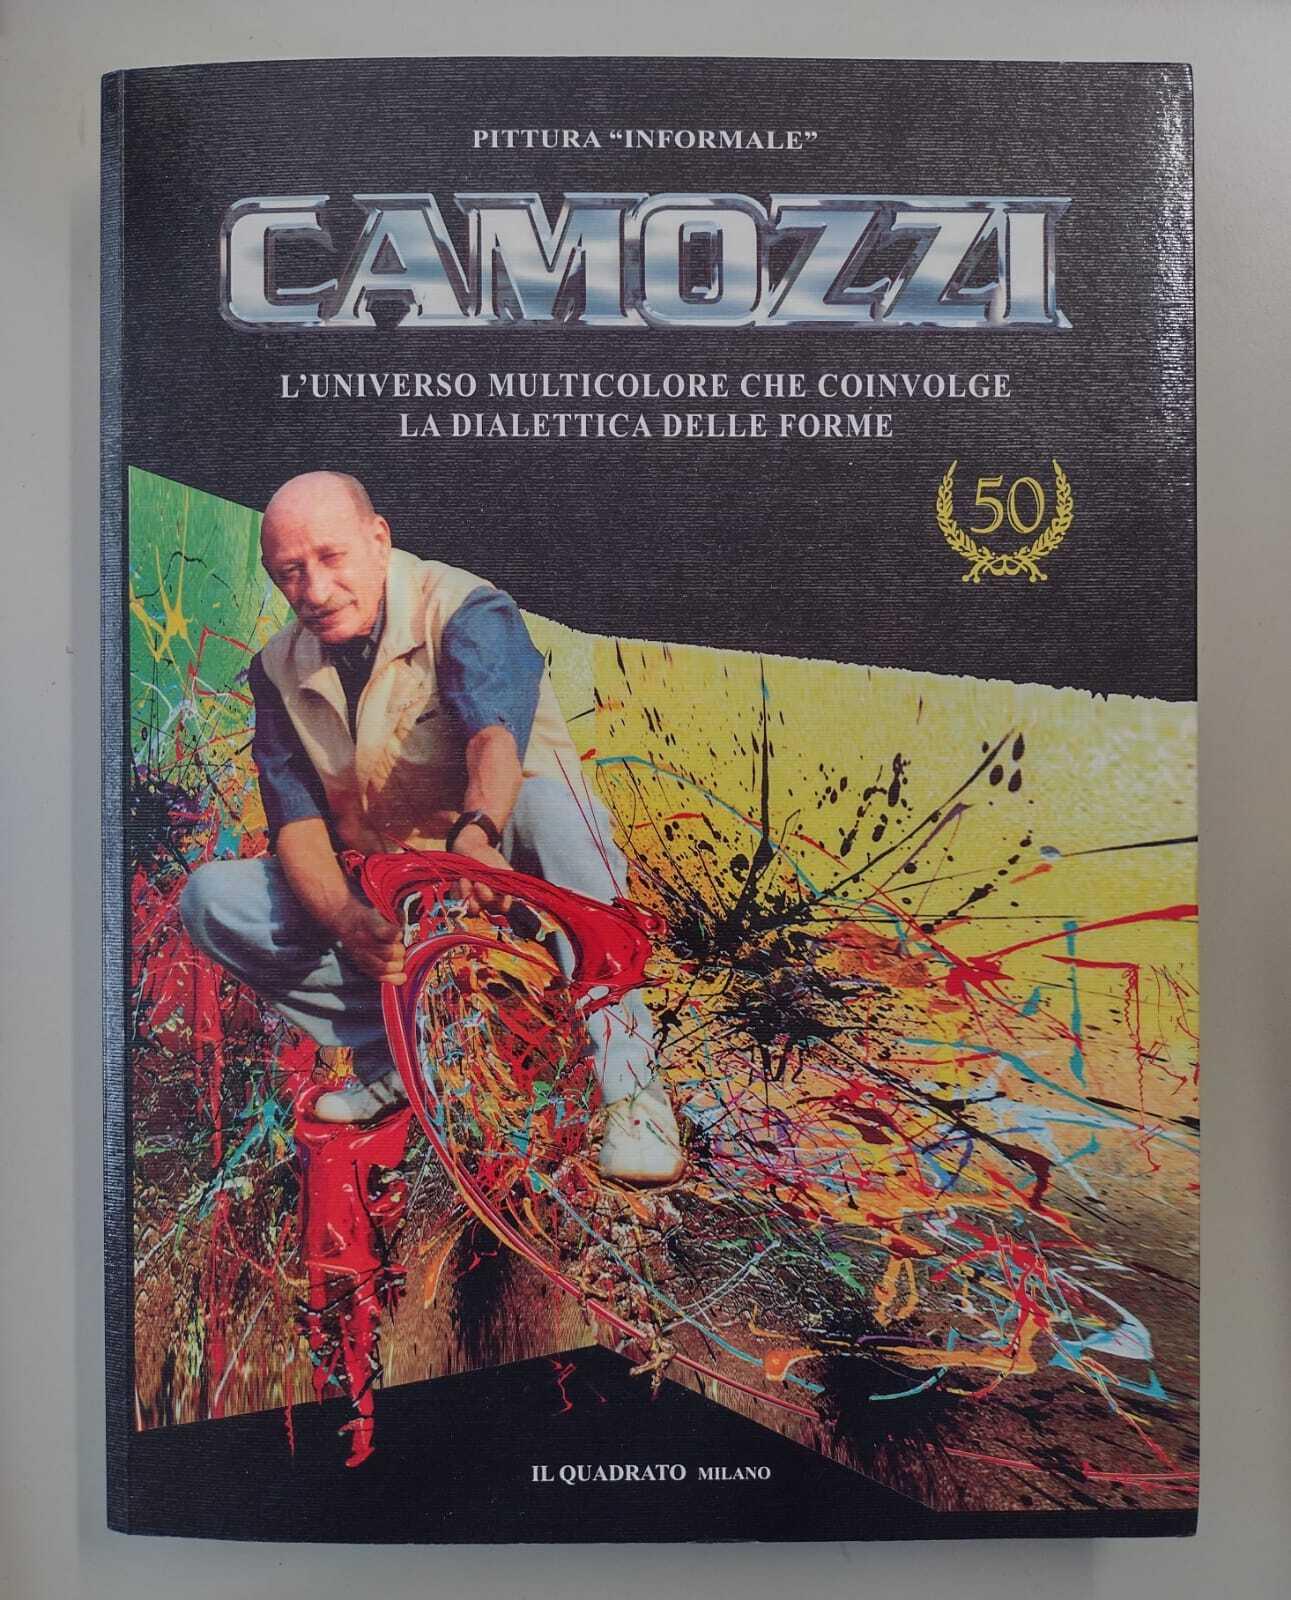 PITTURA “INFORMALE”
CAMOZZI
L’UNIVERSO MULTICOLORE CHE COINVOLGE
LA DIALETTICA DELLE FORME
50
IL QUADRATO MILANO